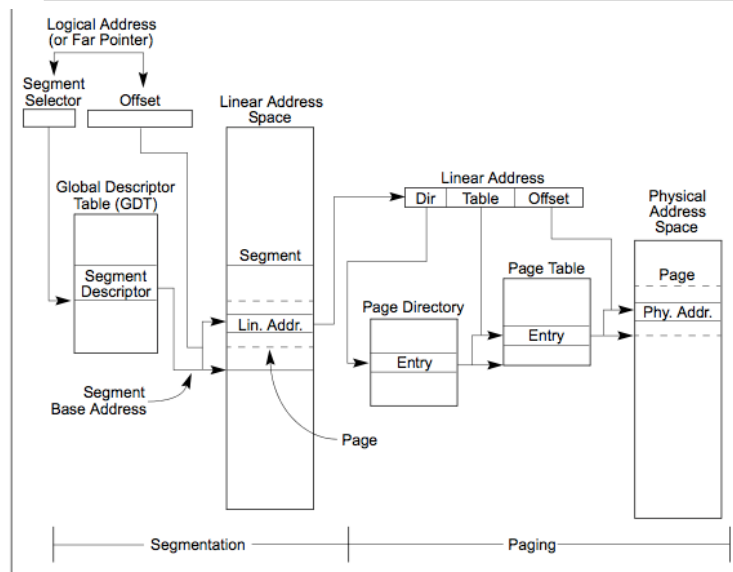 Logical Address
(or Far Pointer)
Segment
Selector
Offset
Linear Address
Space
Global Descriptor
Table (GDT)
Segment
Descriptor
Segment
Base Address
Segment
Lin. Addr.
Page
Linear Address
Dir
Table
Offset
Page Directory
Entry
Page Table
Entry
Physical
Address
Space
Page
Phy. Addr.
Segmentation
Paging